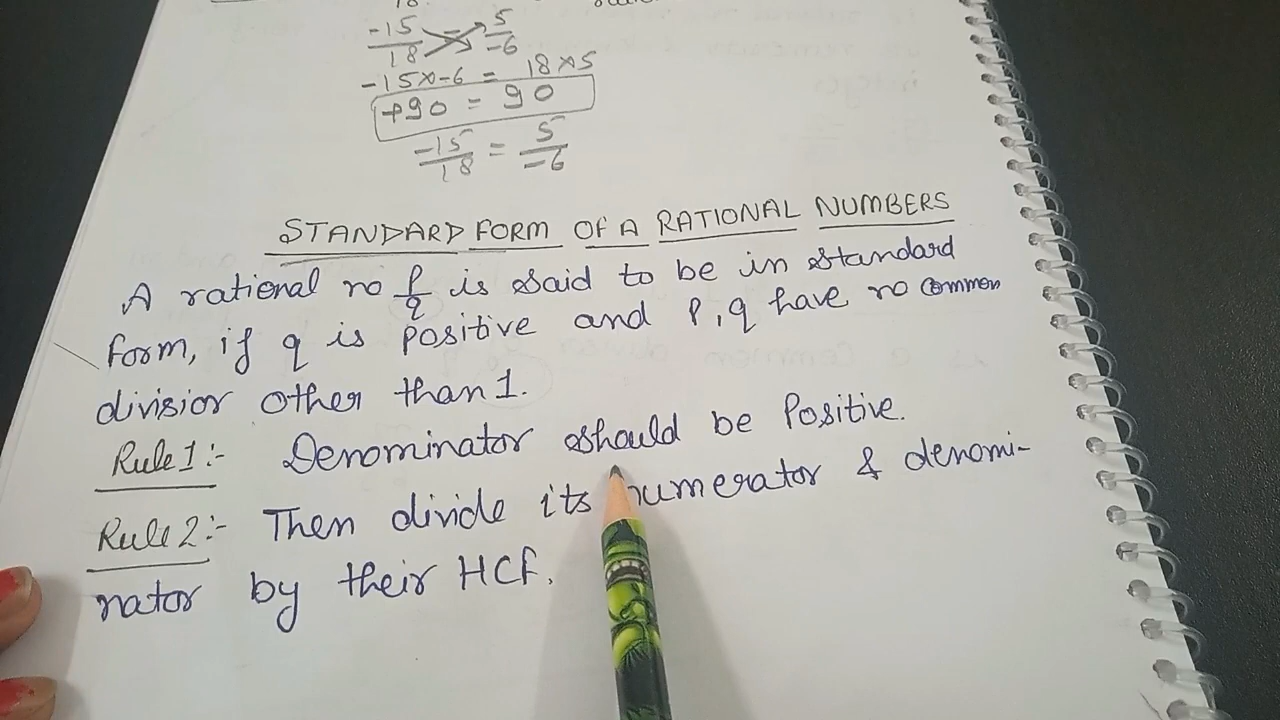 18
-15/18 = 5/-6
-15×-6 = 18×5
+90 = 90
-15/18 = 5/-6
STANDARD FORM OF A RATIONAL NUMBERS
A rational no p/q is said to be in standard
form, if q is positive and P, q have no common
divisior other than 1.
Rule 1:- Denominator should be Positive.
Rule 2:- Then divide its numerator & denomi-
nator by their HCF.